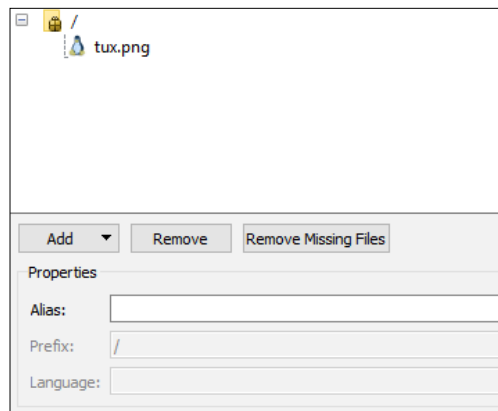 /
tux.png
Add Remove Remove Missing Files
Properties
Alias:
Prefix: /
Language: